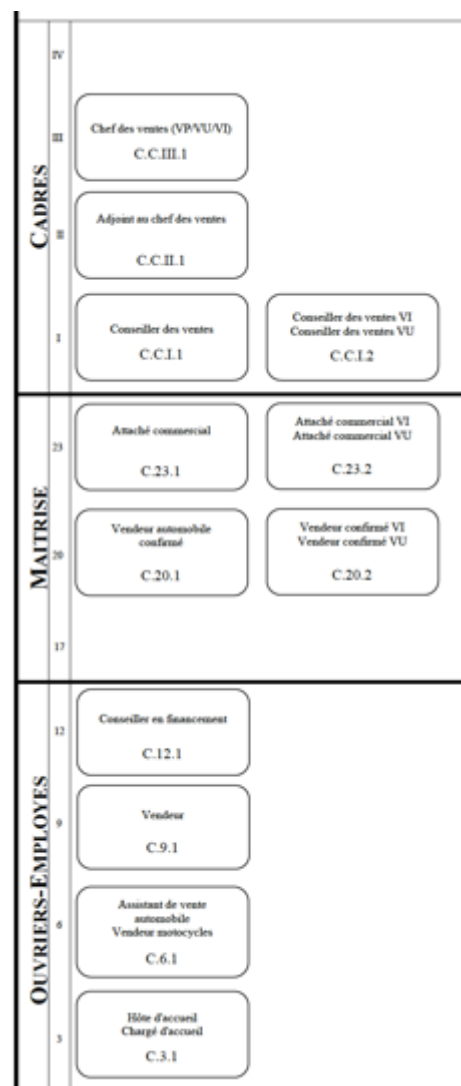 CADRES
IV
III
Chef des ventes (VP/VU/VI)
C.C.III.1
II
Adjoint au chef des ventes
C.C.II.1
I
Conseiller des ventes
C.C.I.1
Conseiller des ventes VI
Conseiller des ventes VU
C.C.I.2
MAITRISE
23
Attaché commercial
C.23.1
Attaché commercial VI
Attaché commercial VU
C.23.2
20
Vendeur automobile
confirmé
C.20.1
Vendeur confirmé VI
Vendeur confirmé VU
C.20.2
17
OUVRIERS-EMPLOYES
12
Conseiller en financement
C.12.1
9
Vendeur
C.9.1
6
Assistant de vente
automobile
Vendeur motocycles
C.6.1
3
Hôte d'accueil
Chargé d'accueil
C.3.1